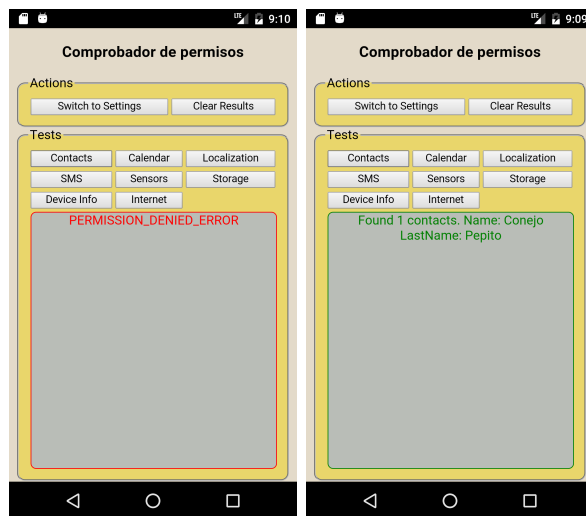 LTE 9:10
Comprobador de permisos
Actions
Switch to Settings Clear Results
Tests
Contacts Calendar Localization
SMS Sensors Storage
Device Info Internet
PERMISSION_DENIED_ERROR
LTE 9:09
Comprobador de permisos
Actions
Switch to Settings Clear Results
Tests
Contacts Calendar Localization
SMS Sensors Storage
Device Info Internet
Found 1 contacts. Name: Conejo
LastName: Pepito